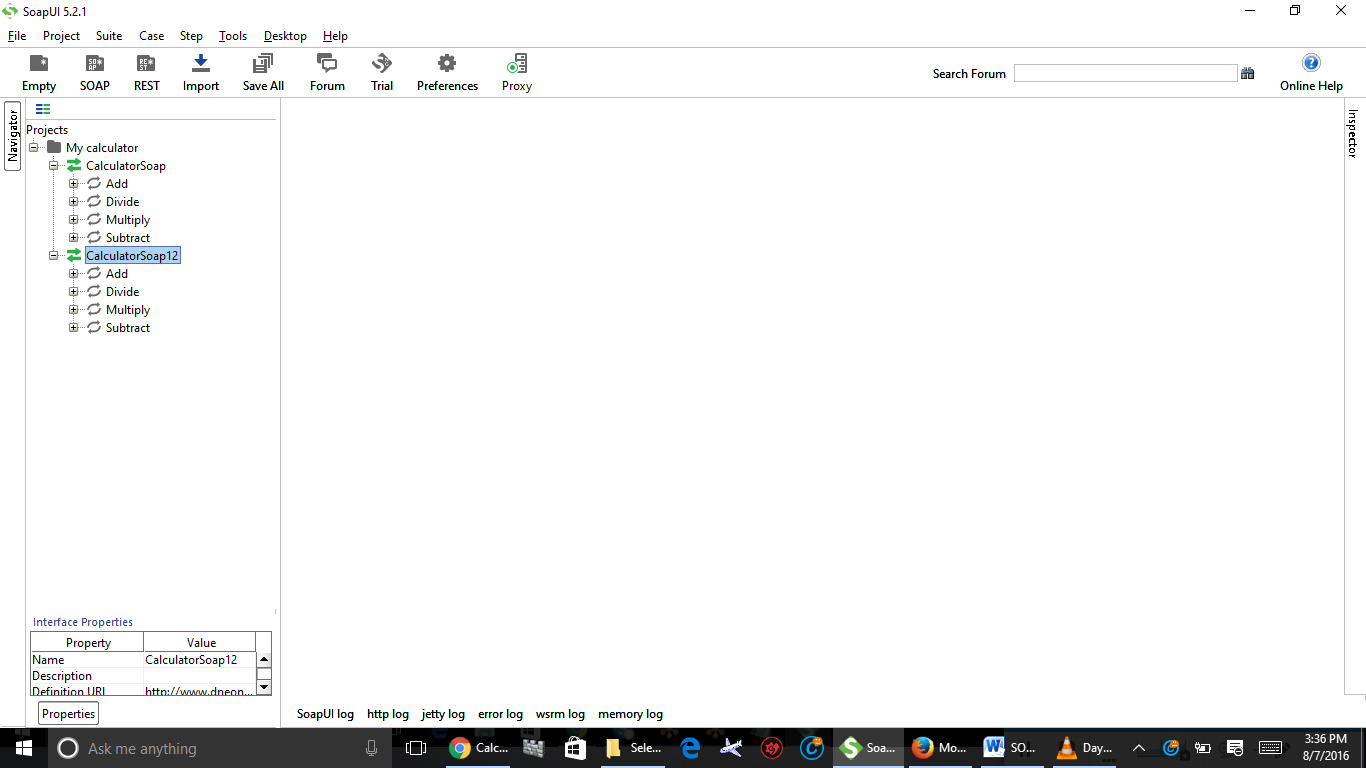 SoapUI 5.2.1
File Project Suite Case Step Tools Desktop Help
Empty SOAP REST Import Save All Forum Trial Preferences Proxy Search Forum Online Help
Navigator
Inspector
Projects
My calculator
CalculatorSoap
Add
Divide
Multiply
Subtract
CalculatorSoap12
Add
Divide
Multiply
Subtract
Interface Properties
Property Value
Name CalculatorSoap12
Description
Definition URL http://www.dneon...
Properties
SoapUI log http log jetty log error log wsrm log memory log
Ask me anything Calc... Sele... Soa... Mo... SO... Day... 3:36 PM
8/7/2016